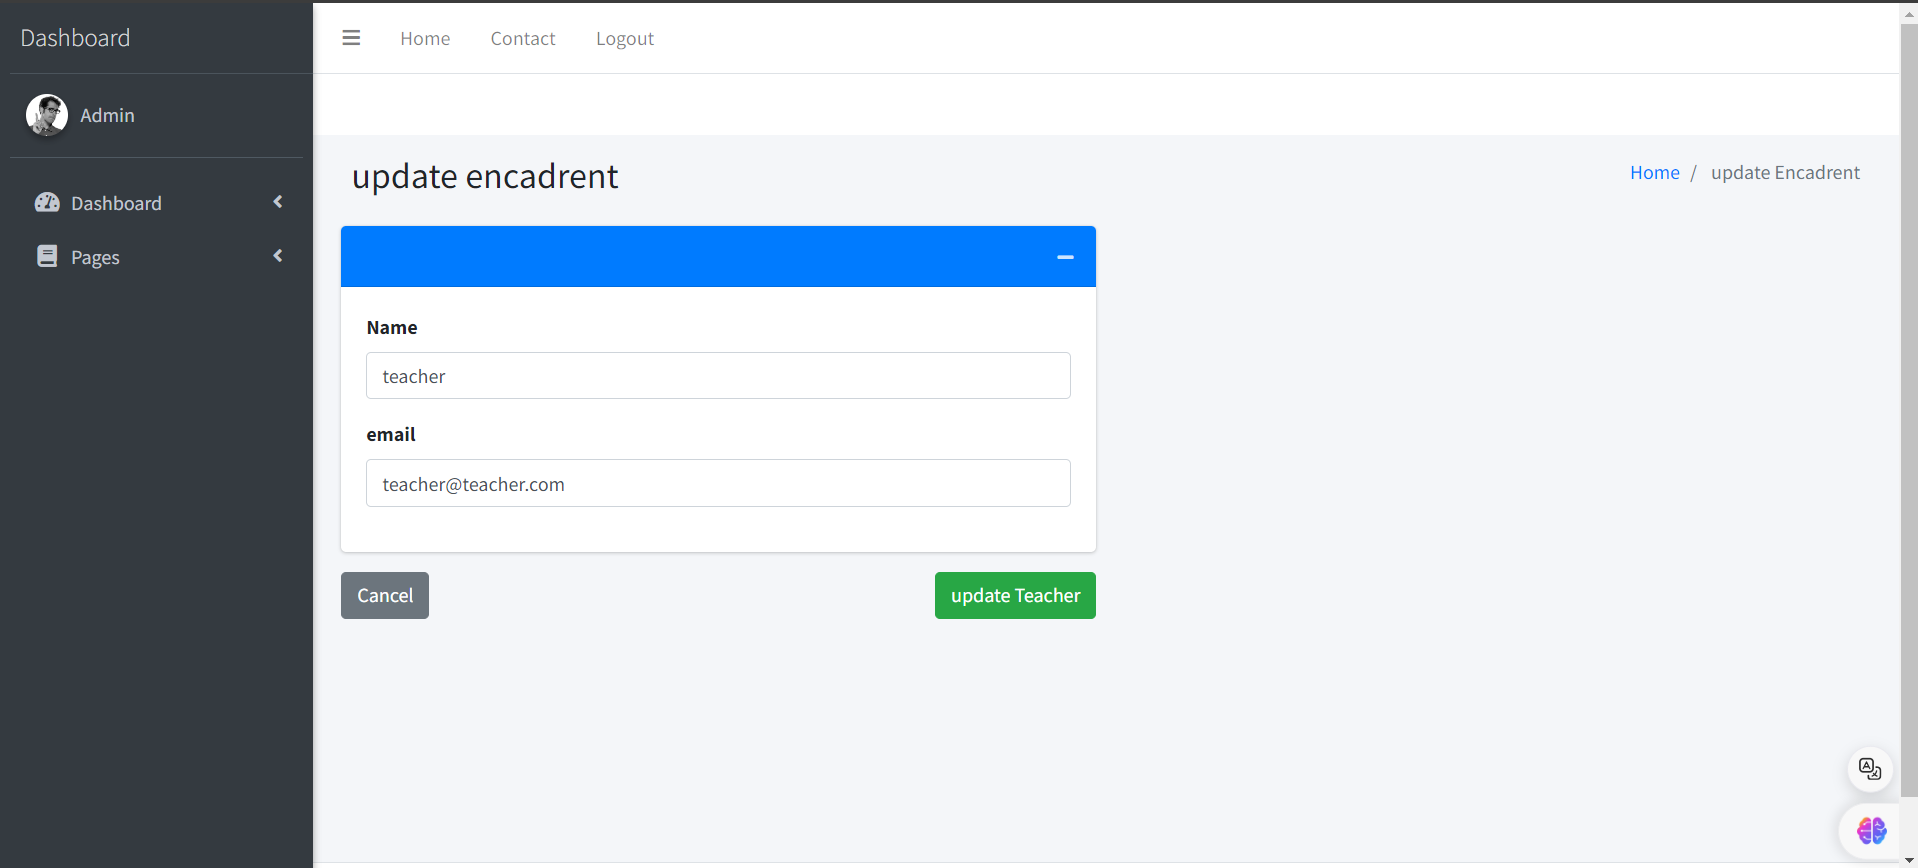 Dashboard
Home Contact Logout
Admin
Dashboard
Pages
update encadrent
Home / update Encadrent
Name
teacher
email
teacher@teacher.com
Cancel
update Teacher